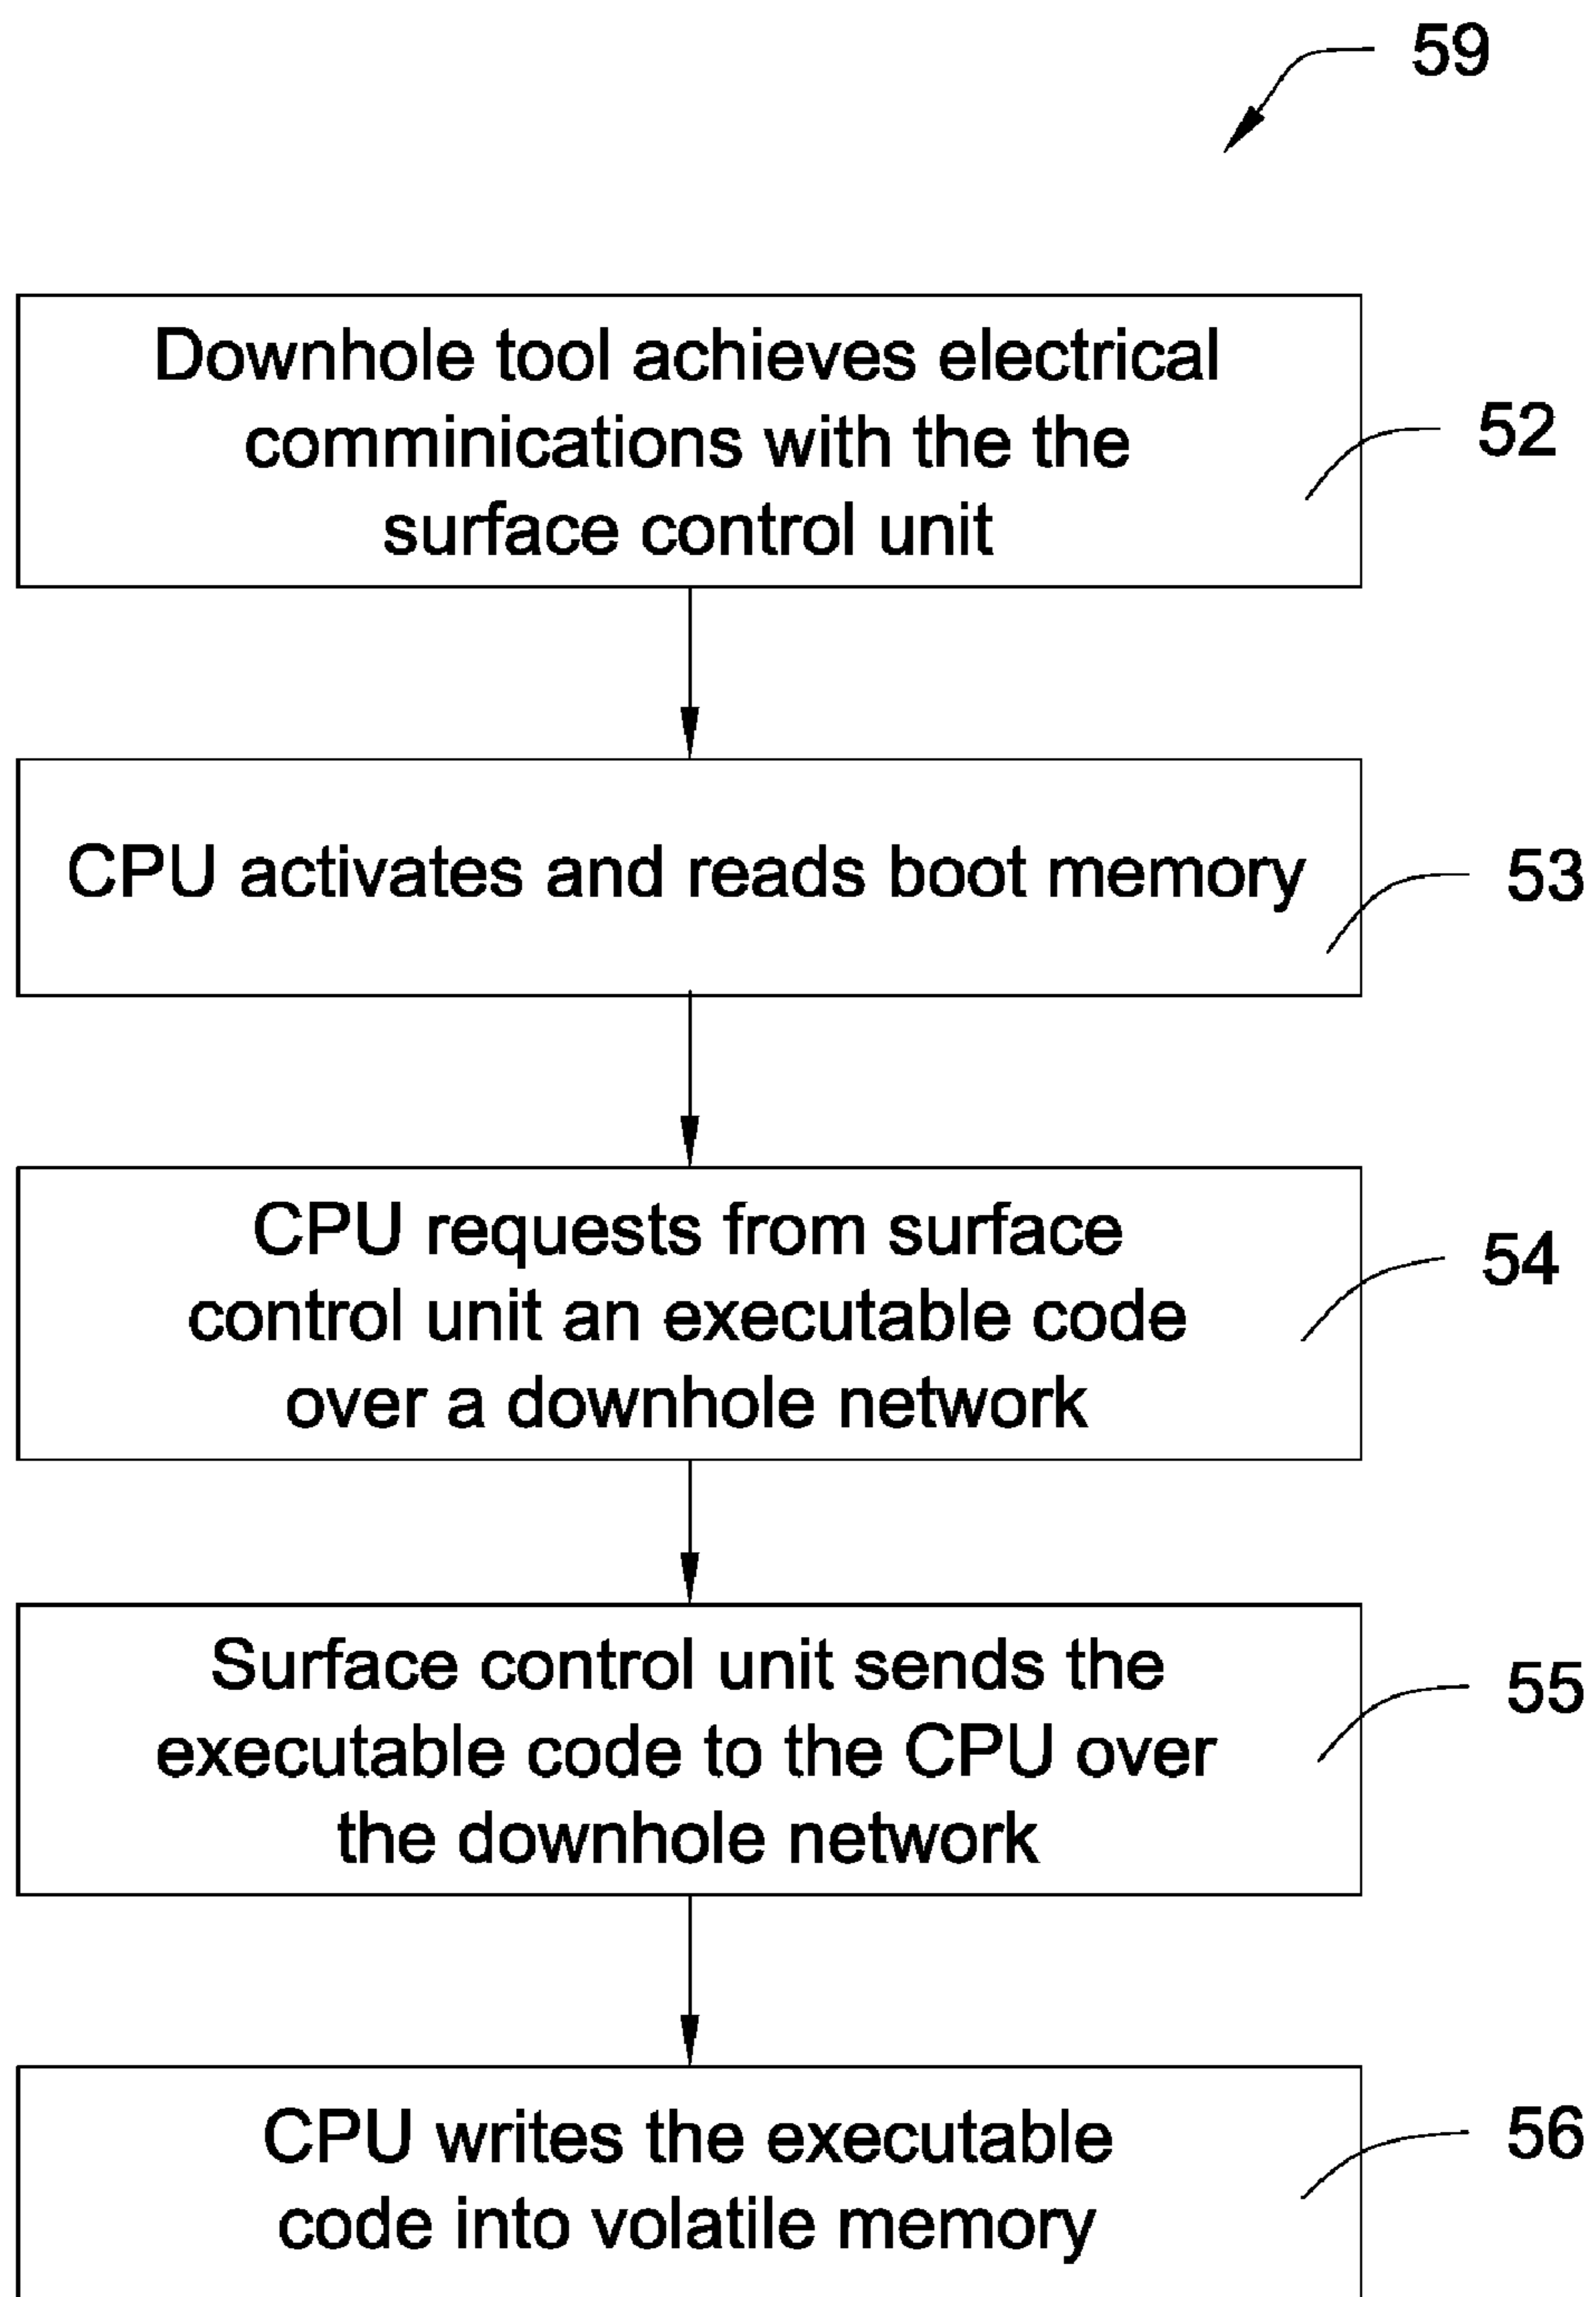 59
Downhole tool achieves electrical
comminications with the the
surface control unit
52
CPU activates and reads boot memory
53
CPU requests from surface
control unit an executable code
over a downhole network
54
Surface control unit sends the
executable code to the CPU over
the downhole network
55
CPU writes the executable
code into volatile memory
56